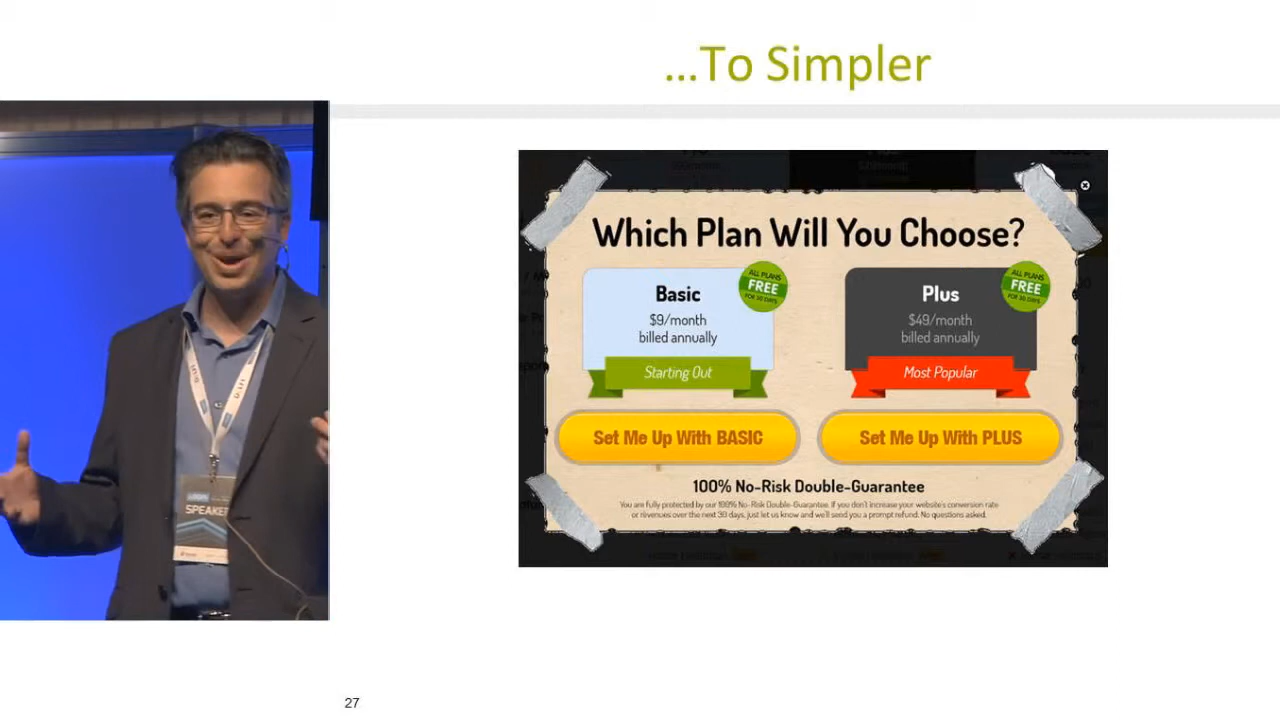 ...To Simpler
Which Plan Will You Choose?
Basic
$9/month
billed annually
ALL PLANS
FREE
FOR 30 DAYS
Starting Out
Set Me Up With BASIC
Plus
$49/month
billed annually
ALL PLANS
FREE
FOR 30 DAYS
Most Popular
Set Me Up With PLUS
100% No-Risk Double-Guarantee
You are fully protected by our 100% No-Risk Double-Guarantee. If you don't increase your website's conversion rate
or revenues over the next 30 days, just let us know and we'll send you a prompt refund. No questions asked.
SPEAKER
27